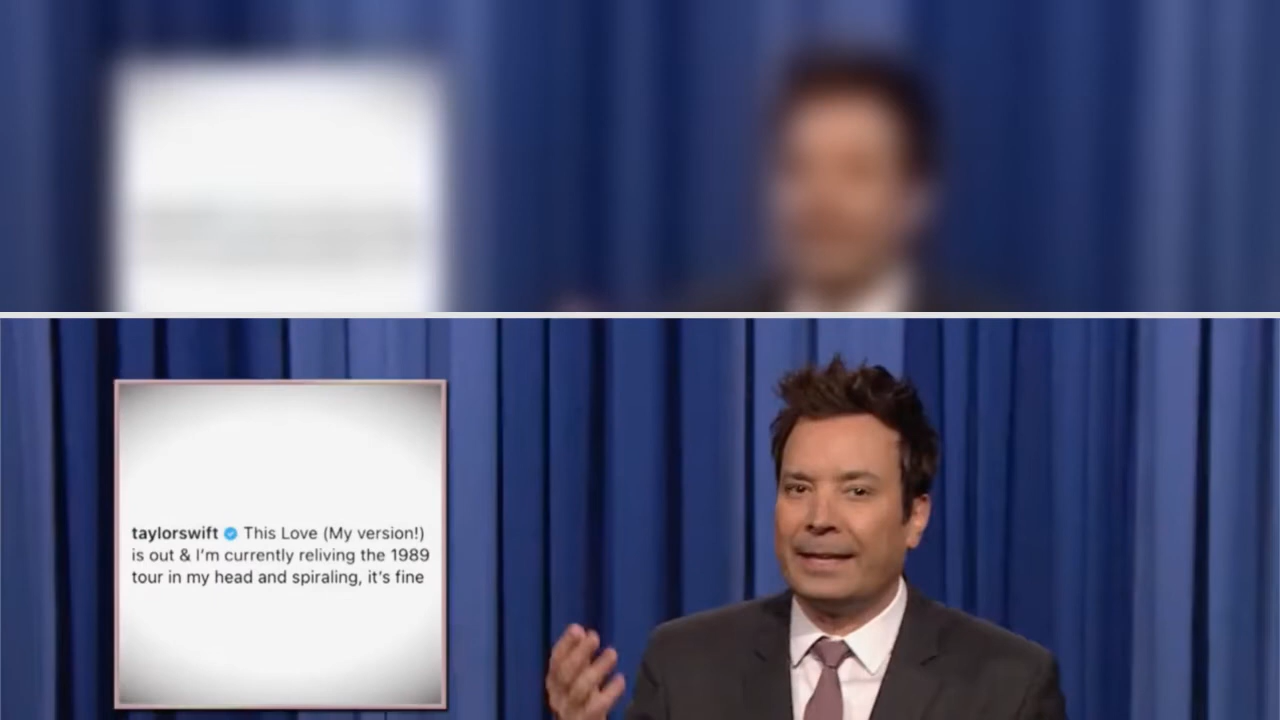 taylorswift This Love (My version!)
is out & I'm currently reliving the 1989
tour in my head and spiraling, it's fine